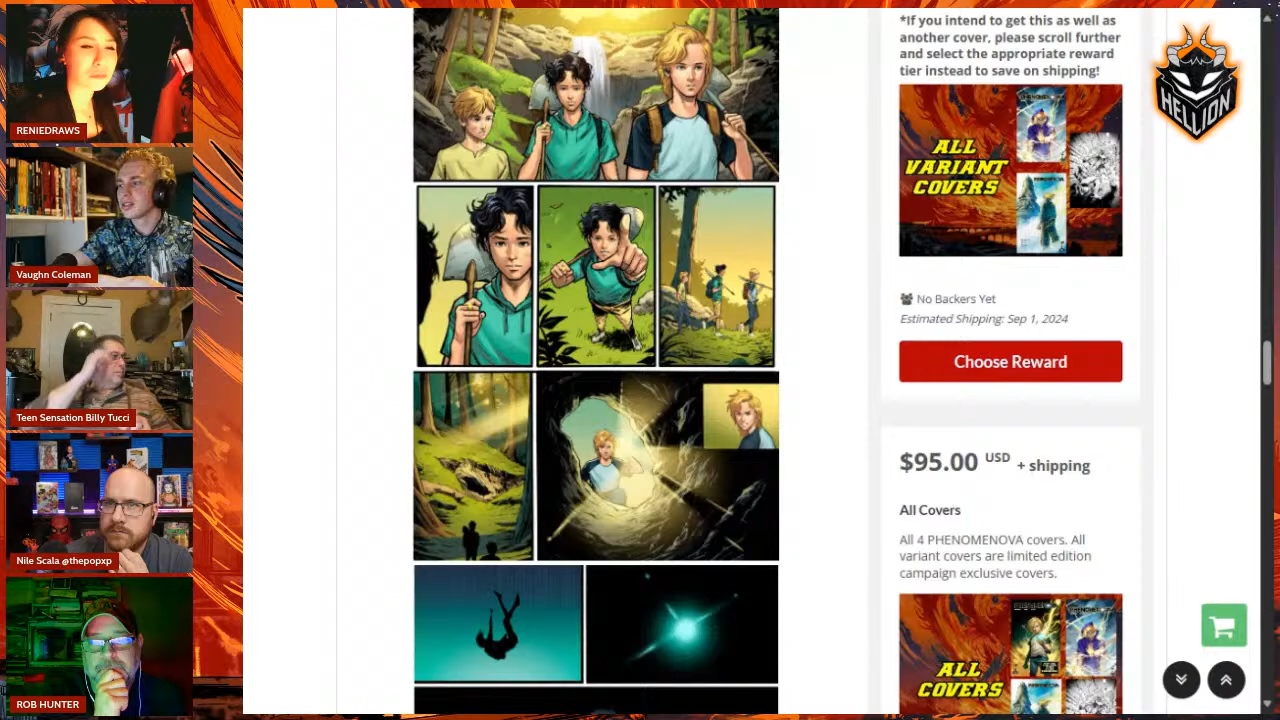 RENIEDRAWS
Vaughn Coleman
Teen Sensation Billy Tucci
Nile Scala @thepopxp
ROB HUNTER
*If you intend to get this as well as
another cover, please scroll further
and select the appropriate reward
tier instead to save on shipping!
HELLION
ALL
VARIANT
COVERS
No Backers Yet
Estimated Shipping: Sep 1, 2024
Choose Reward
$95.00 USD + shipping
All Covers
All 4 PHENOMENOVA covers. All
variant covers are limited edition
campaign exclusive covers.
ALL
COVERS